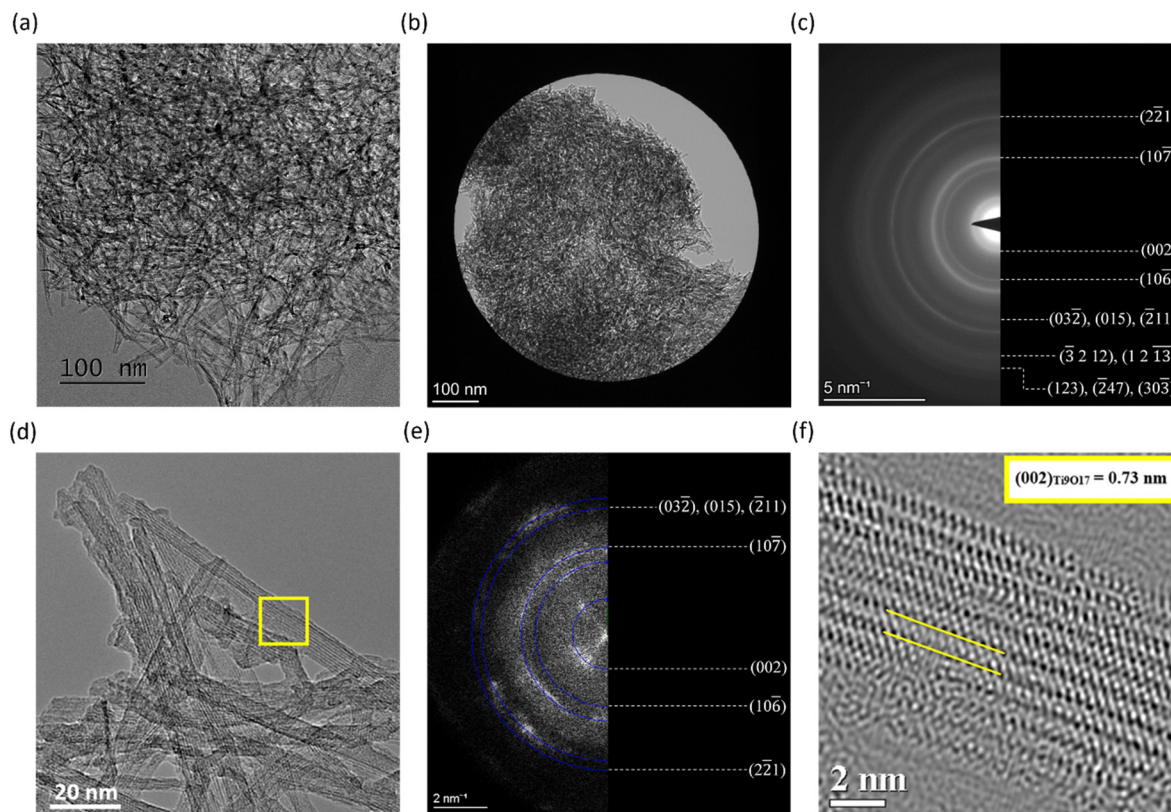 (a)
(b)
(c)
100 nm
100 nm
(22̅1
(107̅)
(002)
(106̅)
(032̅), (015), (2̅11)
(3̅ 2 12), (1 2 1̅3̅)
(123), (2̅47), (303̅
5 nm⁻¹
(d)
(e)
(f)
20 nm
(032̅), (015), (2̅11)
(107̅)
(002)
(106̅)
(22̅1)
2 nm⁻¹
(002)Ti9O17 = 0.73 nm
2 nm